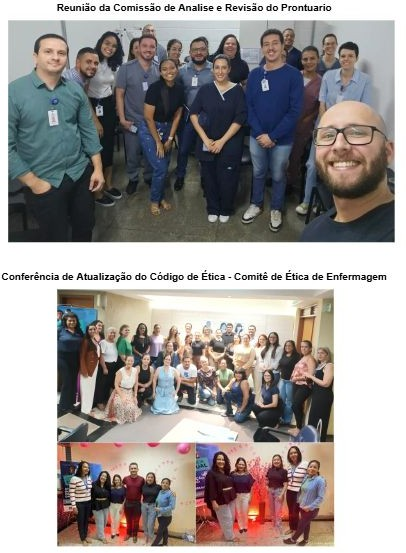 Reunião da Comissão de Analise e Revisão do Prontuario
Conferência de Atualização do Código de Ética - Comitê de Ética de Enfermagem